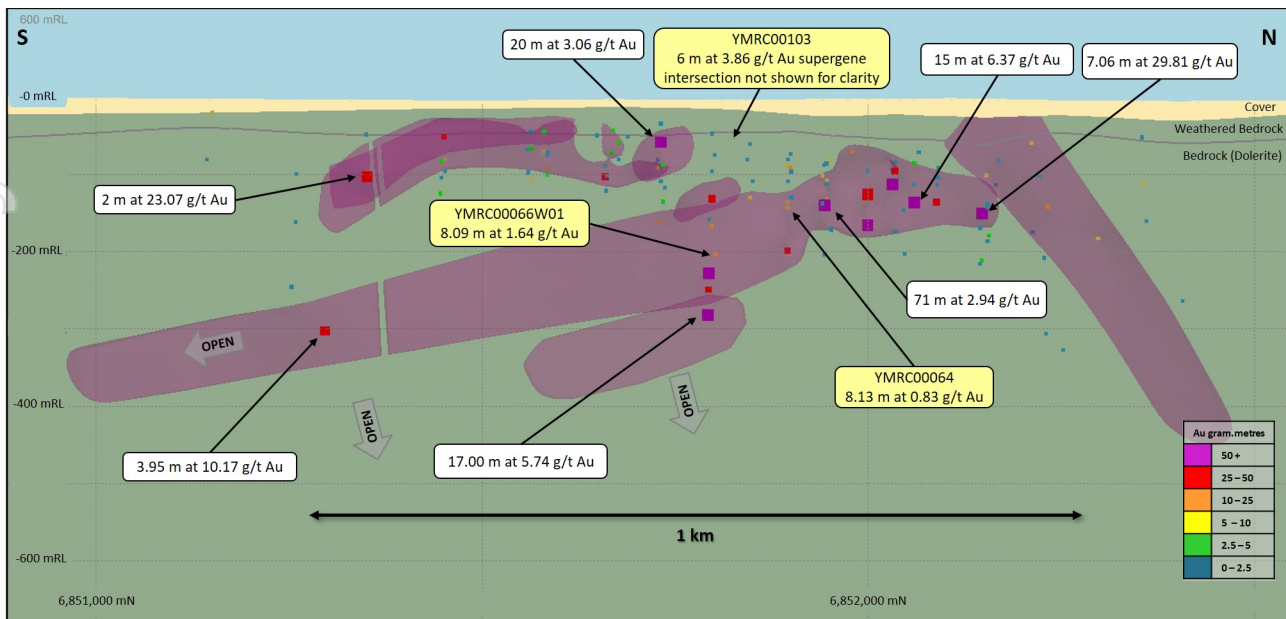 600 mRL
S
N
20 m at 3.06 g/t Au
YMRC00103
6 m at 3.86 g/t Au supergene
intersection not shown for clarity
15 m at 6.37 g/t Au
7.06 m at 29.81 g/t Au
-0 mRL
Cover
Weathered Bedrock
Bedrock (Dolerite)
2 m at 23.07 g/t Au
YMRC00066W01
8.09 m at 1.64 g/t Au
-200 mRL
71 m at 2.94 g/t Au
OPEN
YMRC00064
8.13 m at 0.83 g/t Au
-400 mRL
OPEN
OPEN
3.95 m at 10.17 g/t Au
17.00 m at 5.74 g/t Au
Au gram.metres
50 +
25 – 50
10 – 25
5 – 10
2.5 – 5
0 – 2.5
1 km
-600 mRL
6,851,000 mN
6,852,000 mN